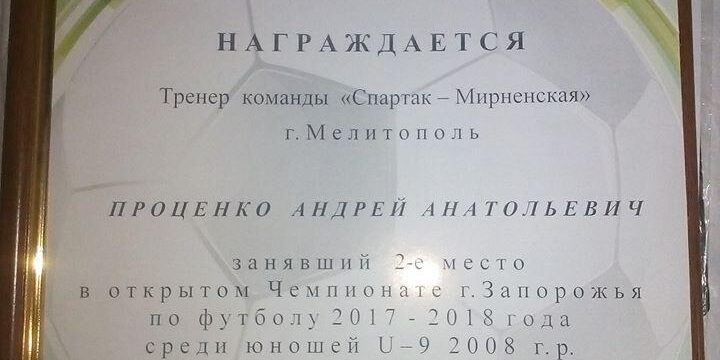 НАГРАЖДАЕТСЯ
Тренер команды «Спартак – Мирненская»
г. Мелитополь
ПРОЦЕНКО АНДРЕЙ АНАТОЛЬЕВИЧ
занявший 2-е место
в открытом Чемпионате г.Запорожья
по футболу 2017 - 2018 года
среди юношей U–9 2008 г.р.